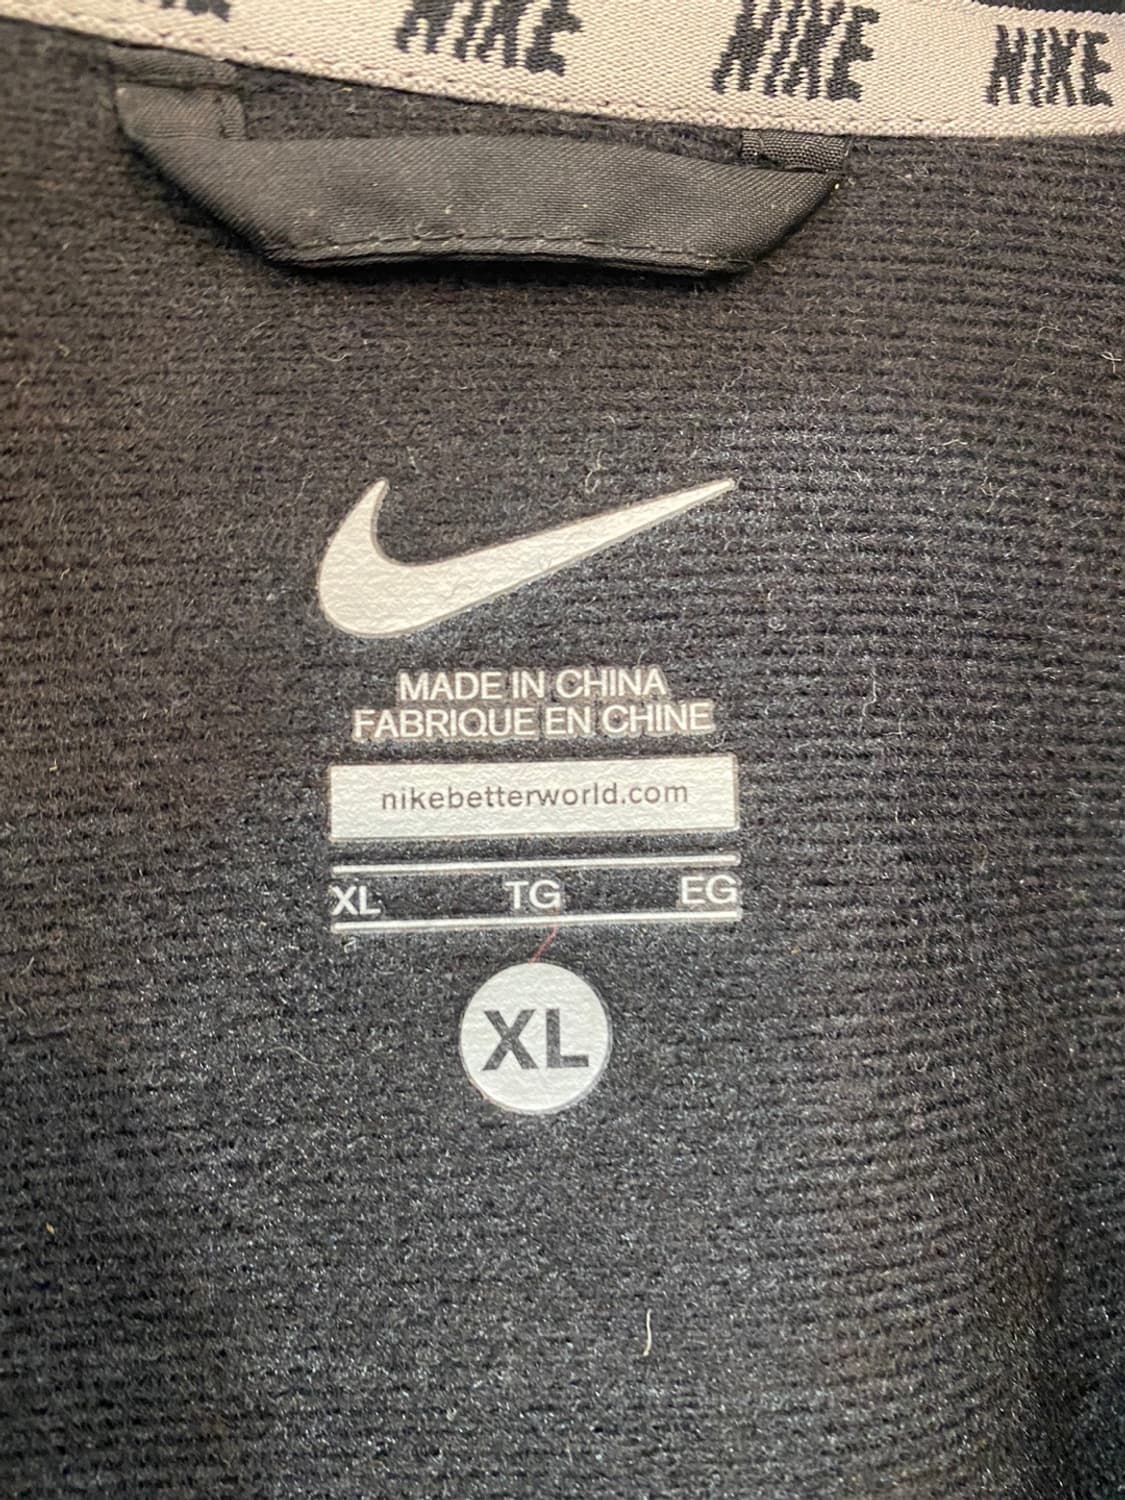 NIKE NIKE NIKE
MADE IN CHINA
FABRIQUE EN CHINE
nikebetterworld.com
XL TG EG
XL